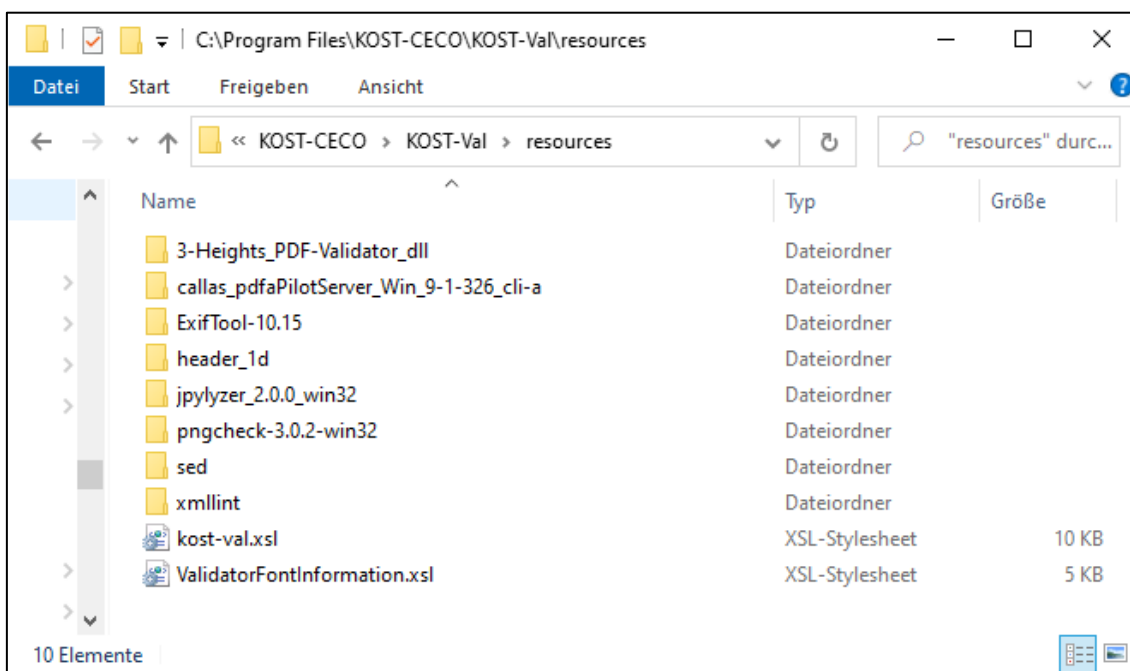 C:\Program Files\KOST-CECO\KOST-Val\resources
Datei Start Freigeben Ansicht
« KOST-CECO > KOST-Val > resources "resources" durc...
Name Typ Größe
3-Heights_PDF-Validator_dll Dateiordner
callas_pdfaPilotServer_Win_9-1-326_cli-a Dateiordner
ExifTool-10.15 Dateiordner
header_1d Dateiordner
jpylyzer_2.0.0_win32 Dateiordner
pngcheck-3.0.2-win32 Dateiordner
sed Dateiordner
xmllint Dateiordner
kost-val.xsl XSL-Stylesheet 10 KB
ValidatorFontInformation.xsl XSL-Stylesheet 5 KB
10 Elemente